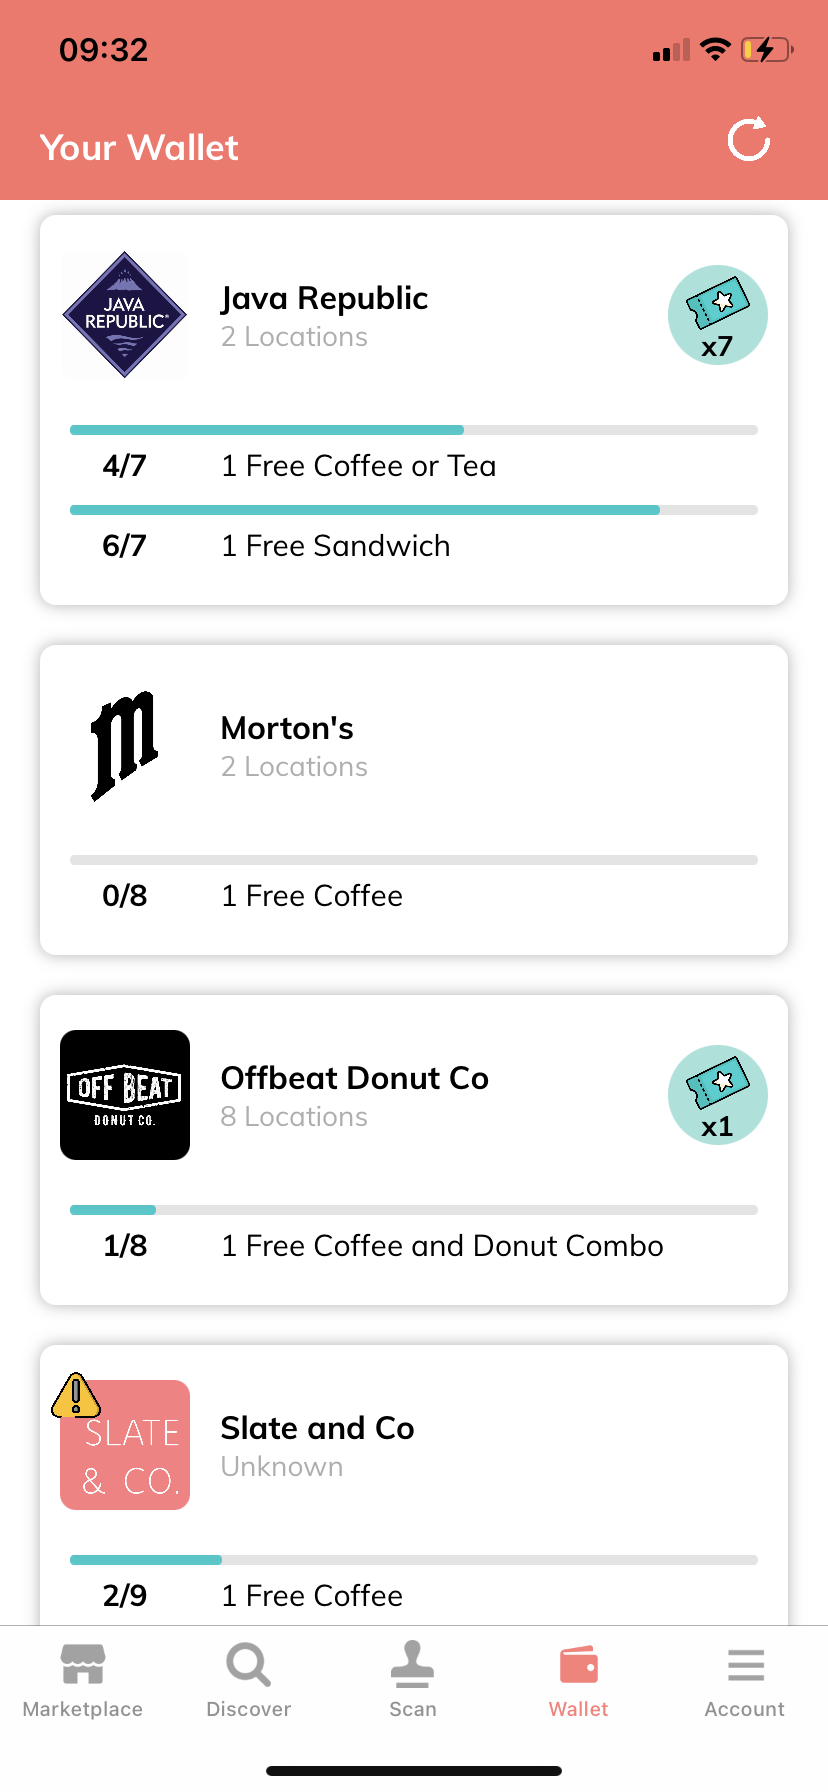 09:32
Your Wallet
JAVA
REPUBLIC
Java Republic
2 Locations
x7
4/7 1 Free Coffee or Tea
6/7 1 Free Sandwich
m
Morton's
2 Locations
0/8 1 Free Coffee
OFF BEAT
DONUT CO.
Offbeat Donut Co
8 Locations
x1
1/8 1 Free Coffee and Donut Combo
SLATE
& CO.
Slate and Co
Unknown
2/9 1 Free Coffee
Marketplace Discover Scan Wallet Account